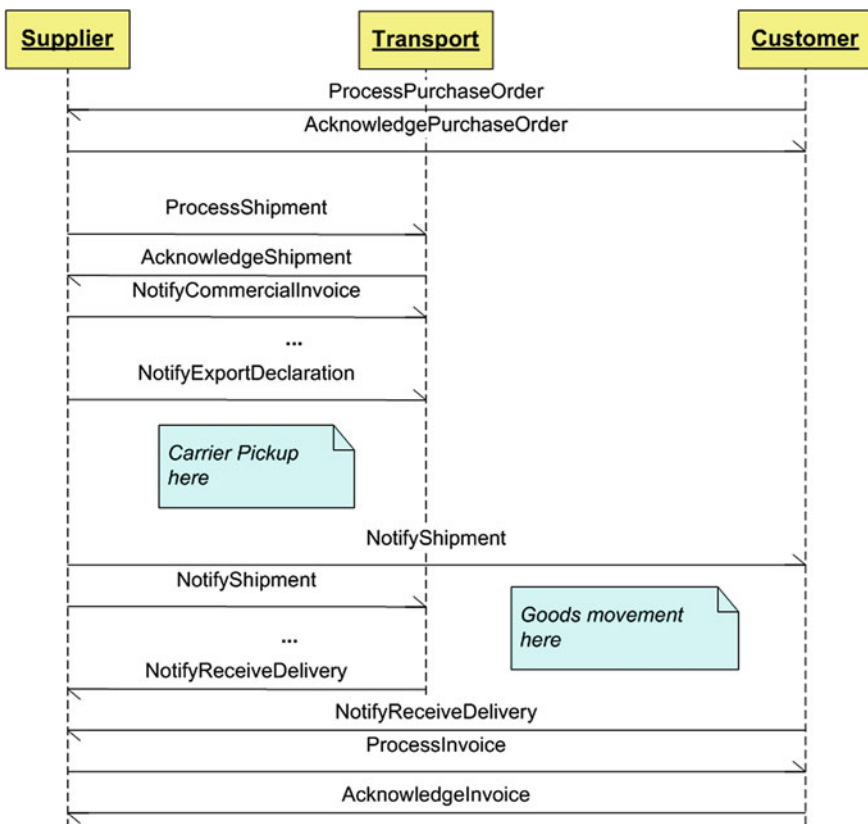 Supplier
Transport
Customer
ProcessPurchaseOrder
AcknowledgePurchaseOrder
ProcessShipment
AcknowledgeShipment
NotifyCommercialInvoice
...
NotifyExportDeclaration
Carrier Pickup
here
NotifyShipment
NotifyShipment
Goods movement
here
...
NotifyReceiveDelivery
NotifyReceiveDelivery
ProcessInvoice
AcknowledgeInvoice